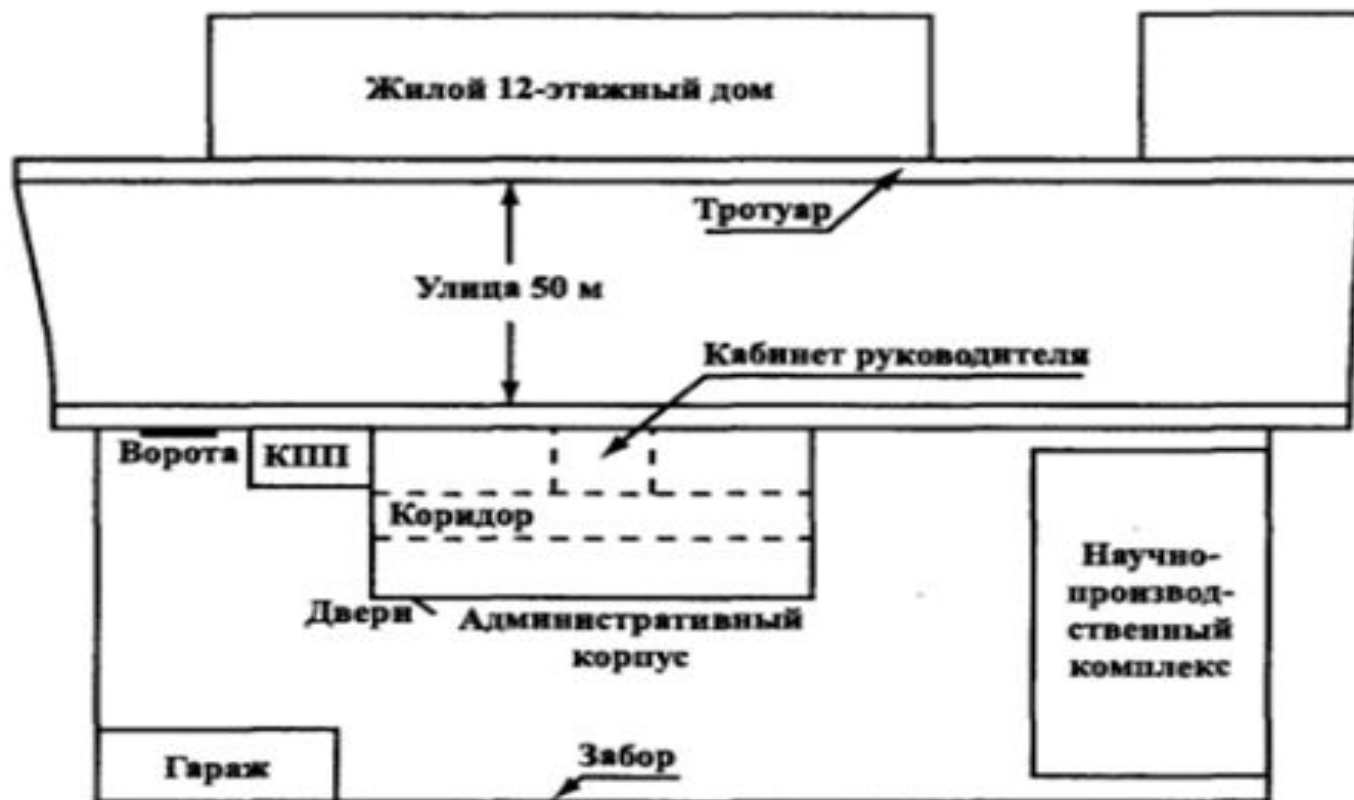 Жилой 12-этажный дом
Тротуар
Улица 50 м
Кабинет руководителя
Ворота
КПП
Коридор
Двери
Административный
корпус
Научно-
производ-
ственный
комплекс
Гараж
Забор